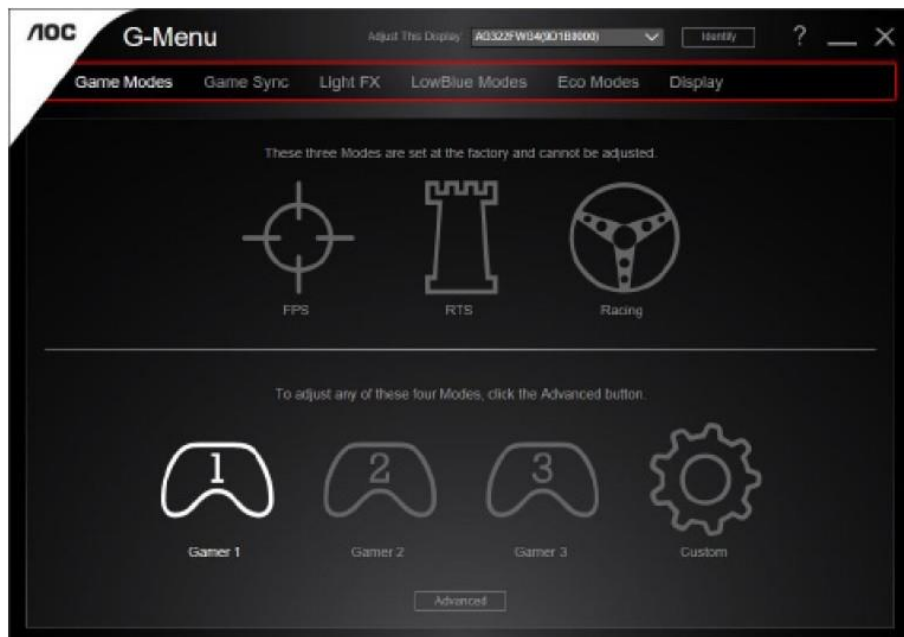 AOC G-Menu Adjust This Display AG322FWG4(9O1B0000) Identify ?
Game Modes Game Sync Light FX LowBlue Modes Eco Modes Display
These three Modes are set at the factory and cannot be adjusted.
FPS RTS Racing
To adjust any of these four Modes, click the Advanced button.
1 2 3
Gamer 1 Gamer 2 Gamer 3 Custom
Advanced